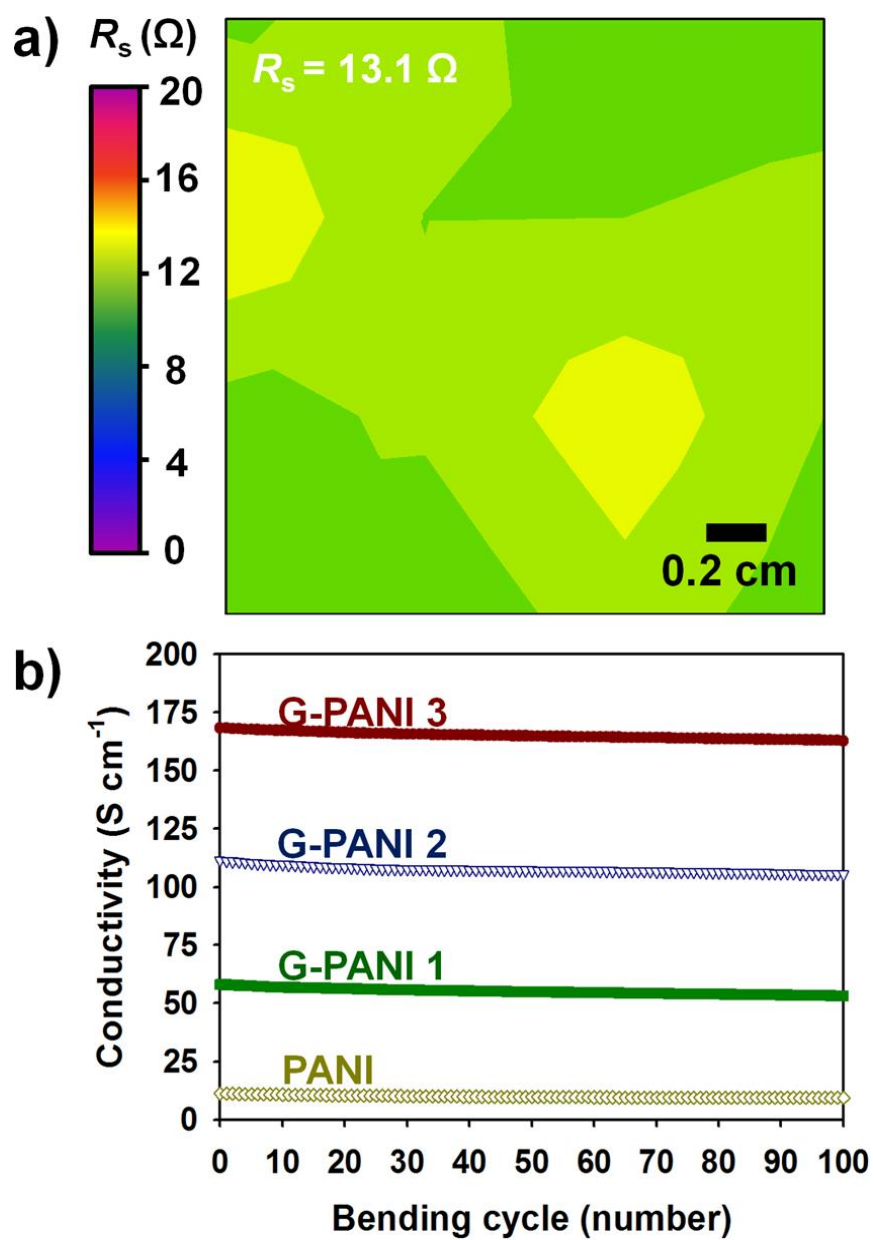 a) Rs (Ω)
Rs = 13.1 Ω
20
16
12
8
4
0
0.2 cm
b)
200
175
150
125
100
75
50
25
0
Conductivity (S cm⁻¹)
G-PANI 3
G-PANI 2
G-PANI 1
PANI
0 10 20 30 40 50 60 70 80 90 100
Bending cycle (number)